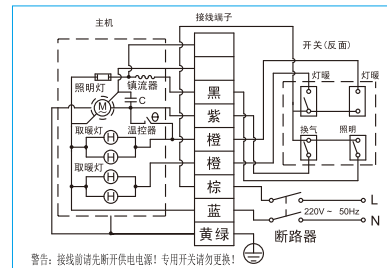 主机
接线端子
开关(反面)
照明灯
镇流器
灯暖
灯暖
M
C
黑
紫
取暖灯
温控器
换气
照明
H
H
橙
取暖灯
橙
H
H
棕
L
蓝
220V~ 50Hz
N
黄绿
断路器
警告: 接线前请先断开供电电源! 专用开关请勿更换!